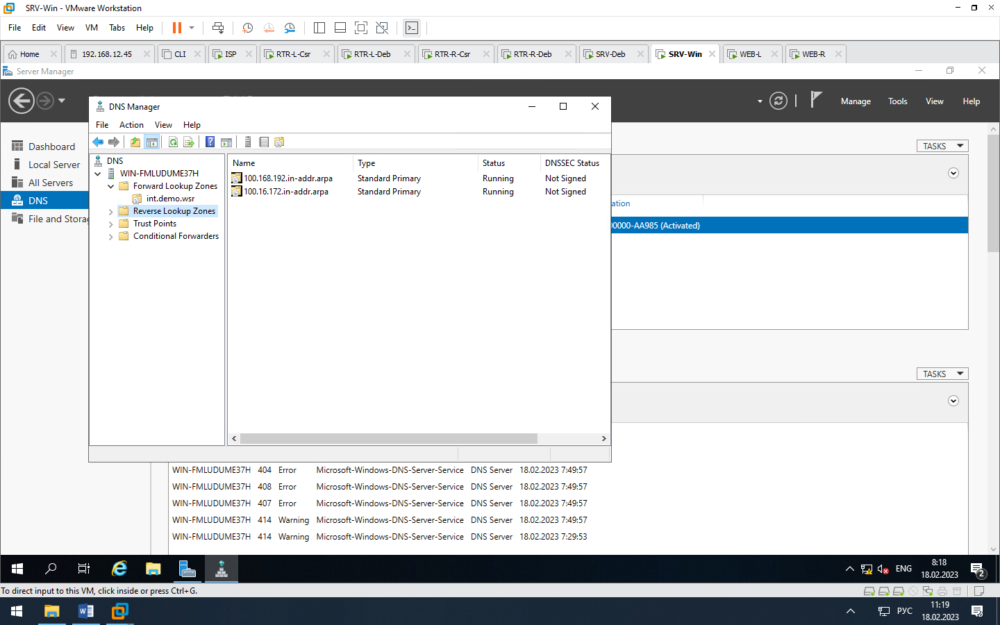 SRV-Win - VMware Workstation
File Edit View VM Tabs Help
Home 192.168.12.45 CLI ISP RTR-L-Csr RTR-L-Deb RTR-R-Csr RTR-R-Deb SRV-Deb SRV-Win WEB-L WEB-R
Server Manager
Manage Tools View Help
Dashboard
Local Server
All Servers
DNS
File and Storag
DNS Manager
File Action View Help
DNS
WIN-FMLUDUME37H
Forward Lookup Zones
int.demo.wsr
Reverse Lookup Zones
Trust Points
Conditional Forwarders
Name Type Status DNSSEC Status
100.168.192.in-addr.arpa Standard Primary Running Not Signed
100.16.172.in-addr.arpa Standard Primary Running Not Signed
TASKS
ation
00000-AA985 (Activated)
TASKS
WIN-FMLUDUME37H 404 Error Microsoft-Windows-DNS-Server-Service DNS Server 18.02.2023 7:49:57
WIN-FMLUDUME37H 408 Error Microsoft-Windows-DNS-Server-Service DNS Server 18.02.2023 7:49:57
WIN-FMLUDUME37H 407 Error Microsoft-Windows-DNS-Server-Service DNS Server 18.02.2023 7:49:57
WIN-FMLUDUME37H 414 Warning Microsoft-Windows-DNS-Server-Service DNS Server 18.02.2023 7:49:57
WIN-FMLUDUME37H 414 Warning Microsoft-Windows-DNS-Server-Service DNS Server 18.02.2023 7:29:53
ENG
8:18
18.02.2023
2
To direct input to this VM, click inside or press Ctrl+G.
РУС
11:19
18.02.2023